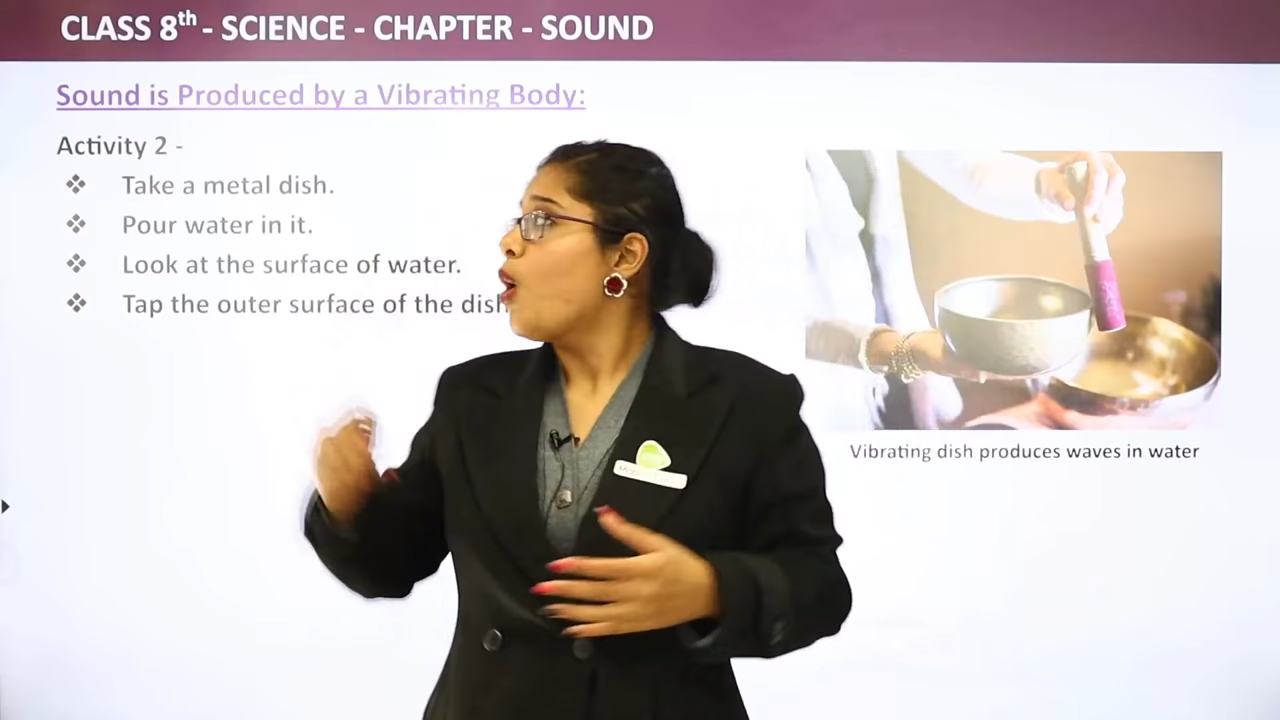 CLASS 8th - SCIENCE - CHAPTER - SOUND
Sound is Produced by a Vibrating Body:
Activity 2 -
❖ Take a metal dish.
❖ Pour water in it.
❖ Look at the surface of water.
❖ Tap the outer surface of the dish
Vibrating dish produces waves in water